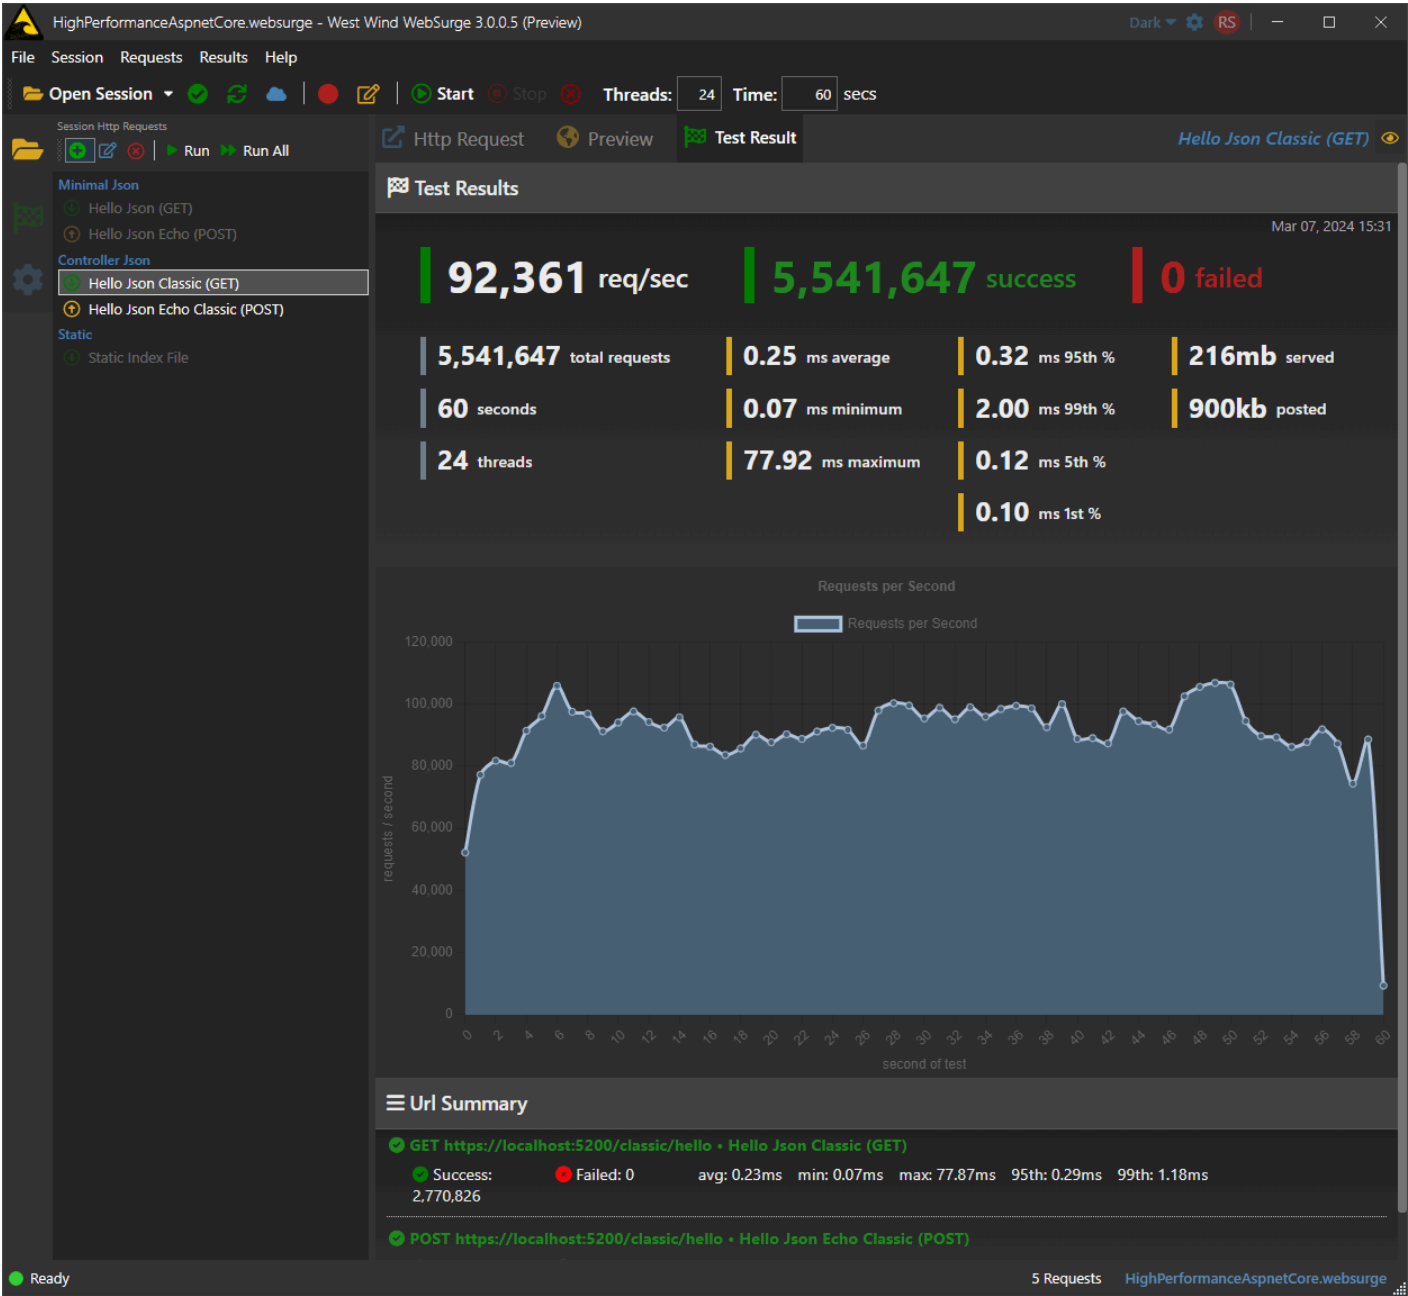 HighPerformanceAspnetCore.websurge - West Wind WebSurge 3.0.0.5 (Preview)
Dark
RS
File Session Requests Results Help
Open Session
Start
Stop
Threads: 24 Time: 60 secs
Session Http Requests
Run
Run All
Minimal Json
Hello Json (GET)
Hello Json Echo (POST)
Controller Json
Hello Json Classic (GET)
Hello Json Echo Classic (POST)
Static
Static Index File
Http Request
Preview
Test Result
Hello Json Classic (GET)
Test Results
Mar 07, 2024 15:31
92,361 req/sec
5,541,647 success
0 failed
5,541,647 total requests
0.25 ms average
0.32 ms 95th %
216mb served
60 seconds
0.07 ms minimum
2.00 ms 99th %
900kb posted
24 threads
77.92 ms maximum
0.12 ms 5th %
0.10 ms 1st %
Requests per Second
Requests per Second
120,000
100,000
80,000
60,000
40,000
20,000
0
requests / second
0 2 4 6 8 10 12 14 16 18 20 22 24 26 28 30 32 34 36 38 40 42 44 46 48 50 52 54 56 58 60
second of test
Url Summary
GET https://localhost:5200/classic/hello • Hello Json Classic (GET)
Success: 2,770,826
Failed: 0
avg: 0.23ms min: 0.07ms max: 77.87ms 95th: 0.29ms 99th: 1.18ms
POST https://localhost:5200/classic/hello • Hello Json Echo Classic (POST)
Ready
5 Requests
HighPerformanceAspnetCore.websurge